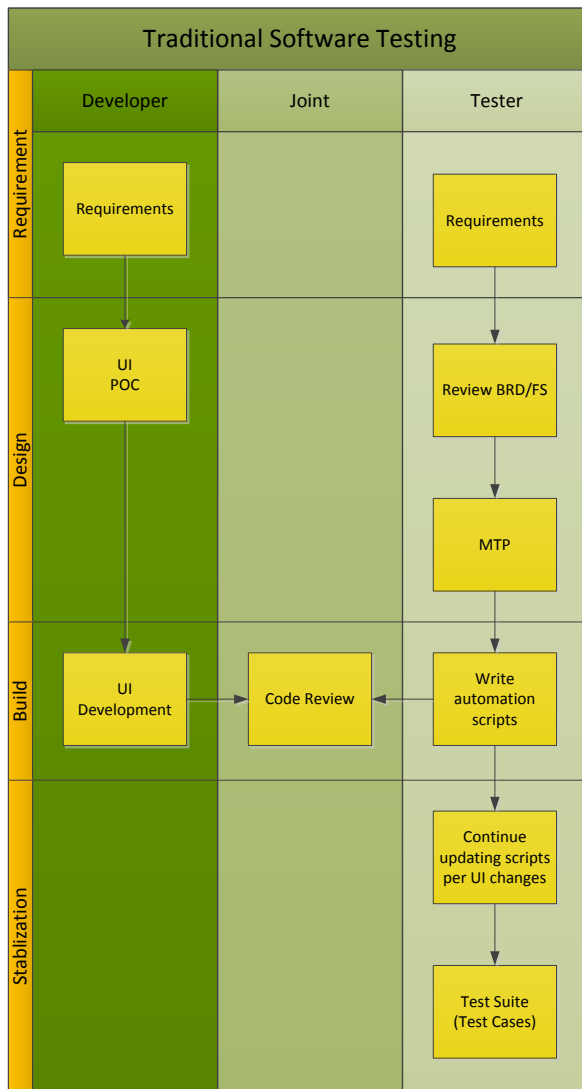 Traditional Software Testing
Developer
Joint
Tester
Requirement
Requirements
Requirements
Design
UI
POC
Review BRD/FS
MTP
Build
UI
Development
Code Review
Write
automation
scripts
Stablization
Continue
updating scripts
per UI changes
Test Suite
(Test Cases)